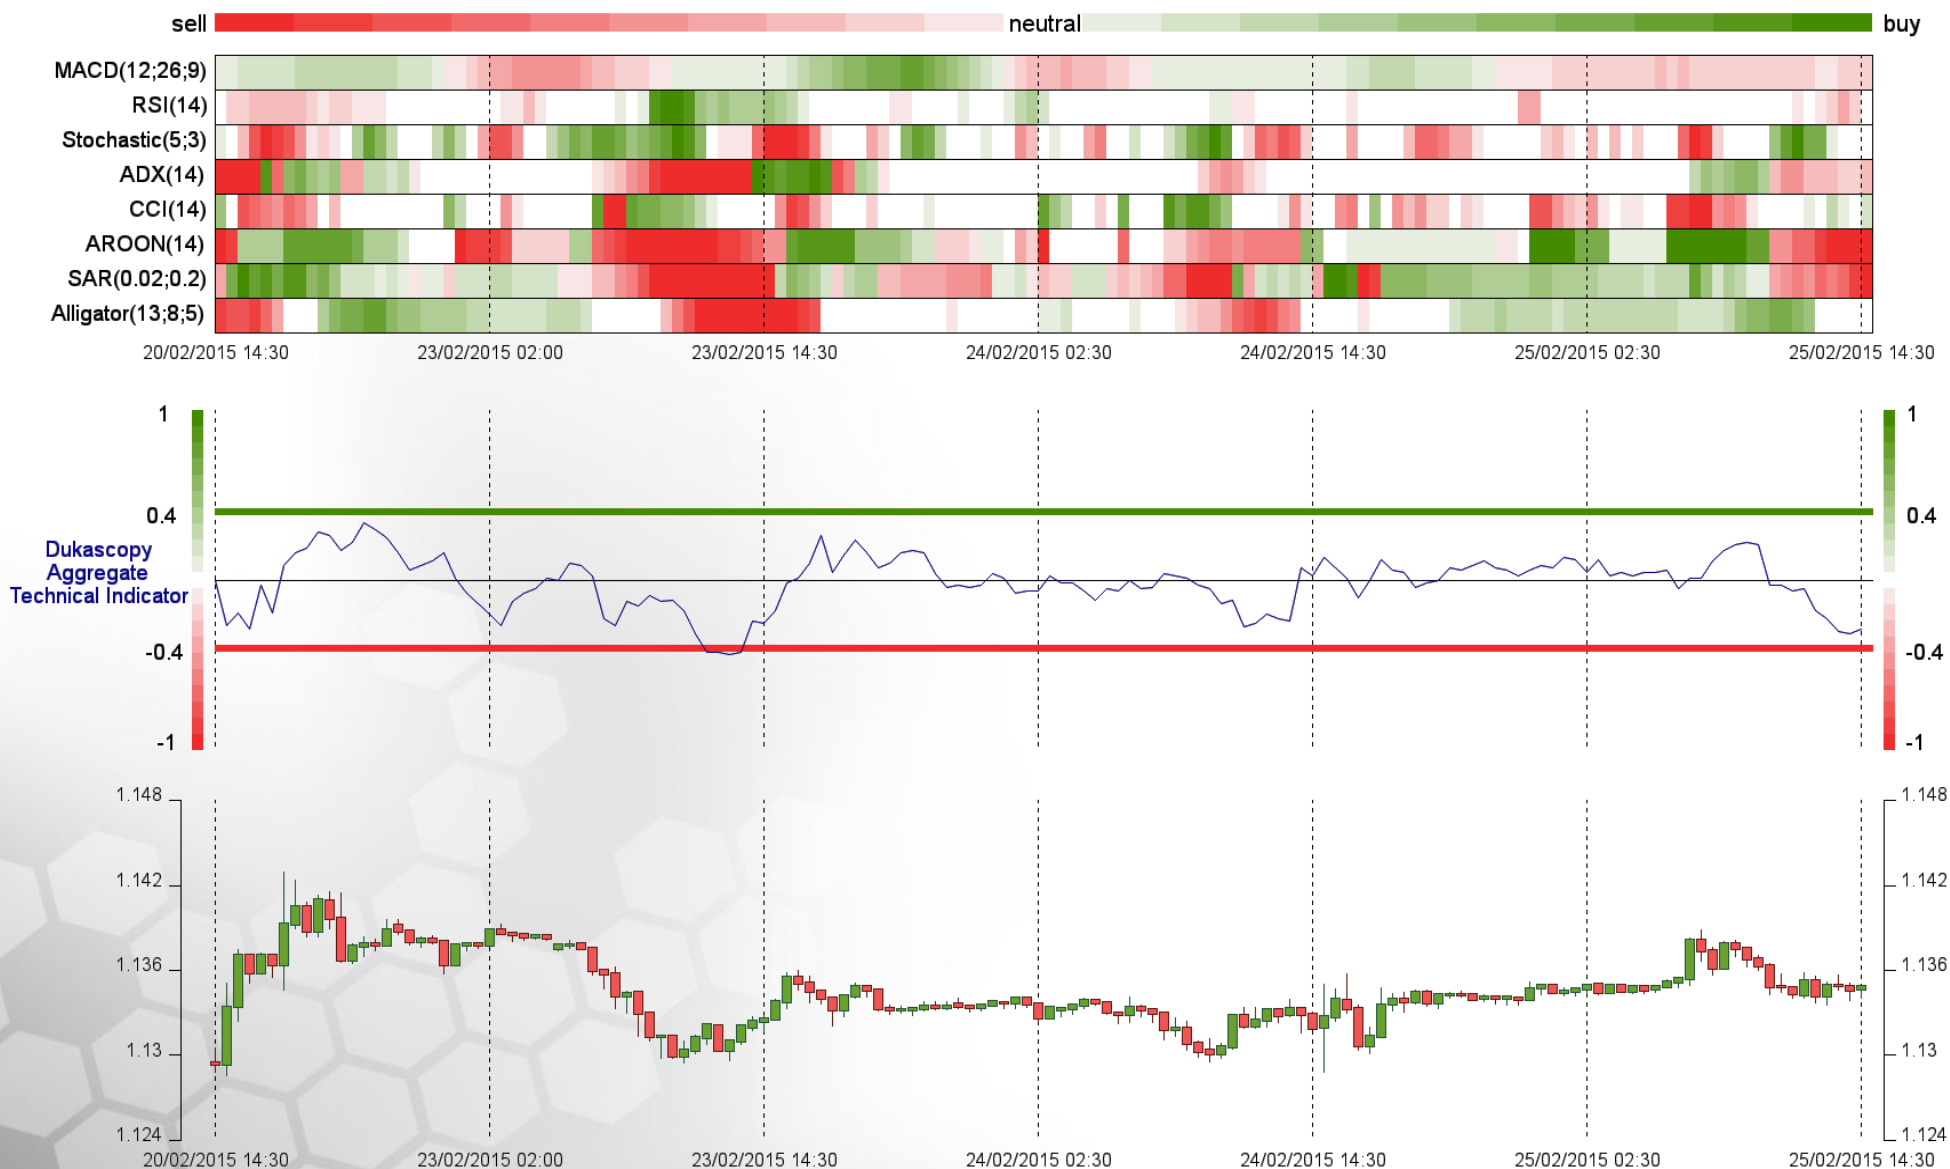 sell neutral buy
MACD(12;26;9)
RSI(14)
Stochastic(5;3)
ADX(14)
CCI(14)
AROON(14)
SAR(0.02;0.2)
Alligator(13;8;5)
20/02/2015 14:30 23/02/2015 02:00 23/02/2015 14:30 24/02/2015 02:30 24/02/2015 14:30 25/02/2015 02:30 25/02/2015 14:30
1 1
0.4 0.4
Dukascopy
Aggregate
Technical Indicator
-0.4 -0.4
-1 -1
1.148 1.148
1.142 1.142
1.136 1.136
1.13 1.13
1.124 1.124
20/02/2015 14:30 23/02/2015 02:00 23/02/2015 14:30 24/02/2015 02:30 24/02/2015 14:30 25/02/2015 02:30 25/02/2015 14:30